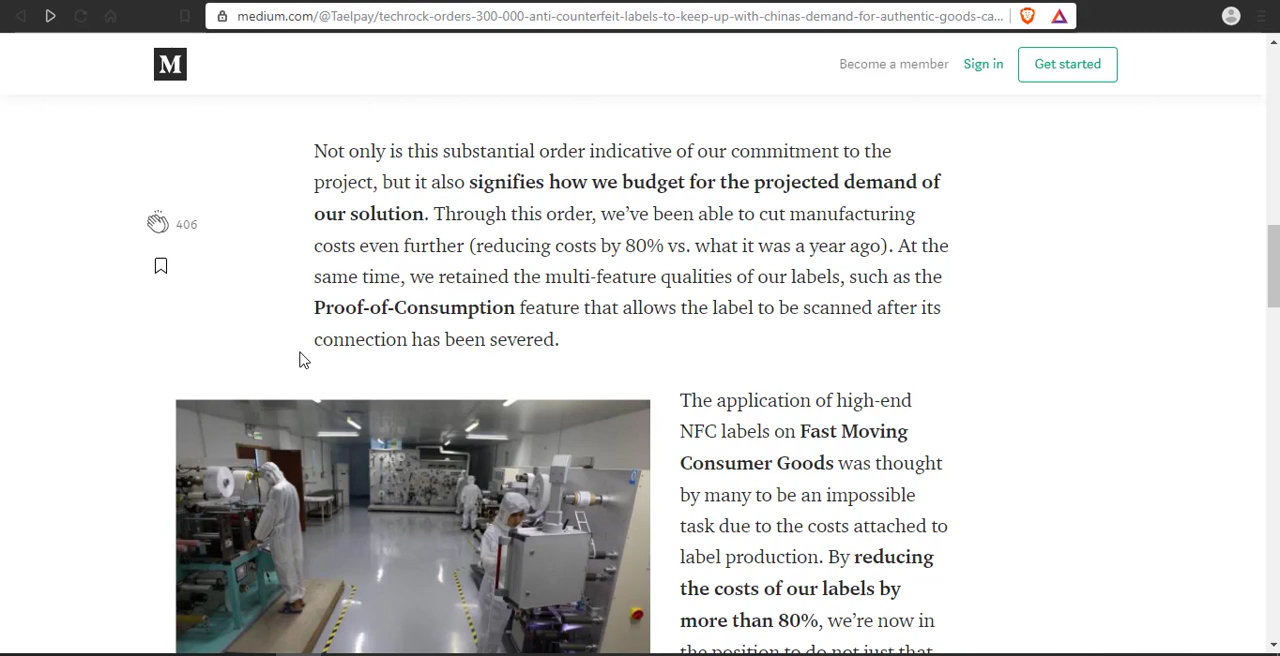 medium.com/@Taelpay/techrock-orders-300-000-anti-counterfeit-labels-to-keep-up-with-chinas-demand-for-authentic-goods-ca...
M
Become a member
Sign in
Get started
Not only is this substantial order indicative of our commitment to the
project, but it also signifies how we budget for the projected demand of
our solution. Through this order, we’ve been able to cut manufacturing
costs even further (reducing costs by 80% vs. what it was a year ago). At the
same time, we retained the multi-feature qualities of our labels, such as the
Proof-of-Consumption feature that allows the label to be scanned after its
connection has been severed.
406
The application of high-end
NFC labels on Fast Moving
Consumer Goods was thought
by many to be an impossible
task due to the costs attached to
label production. By reducing
the costs of our labels by
more than 80%, we’re now in
the position to do not just that